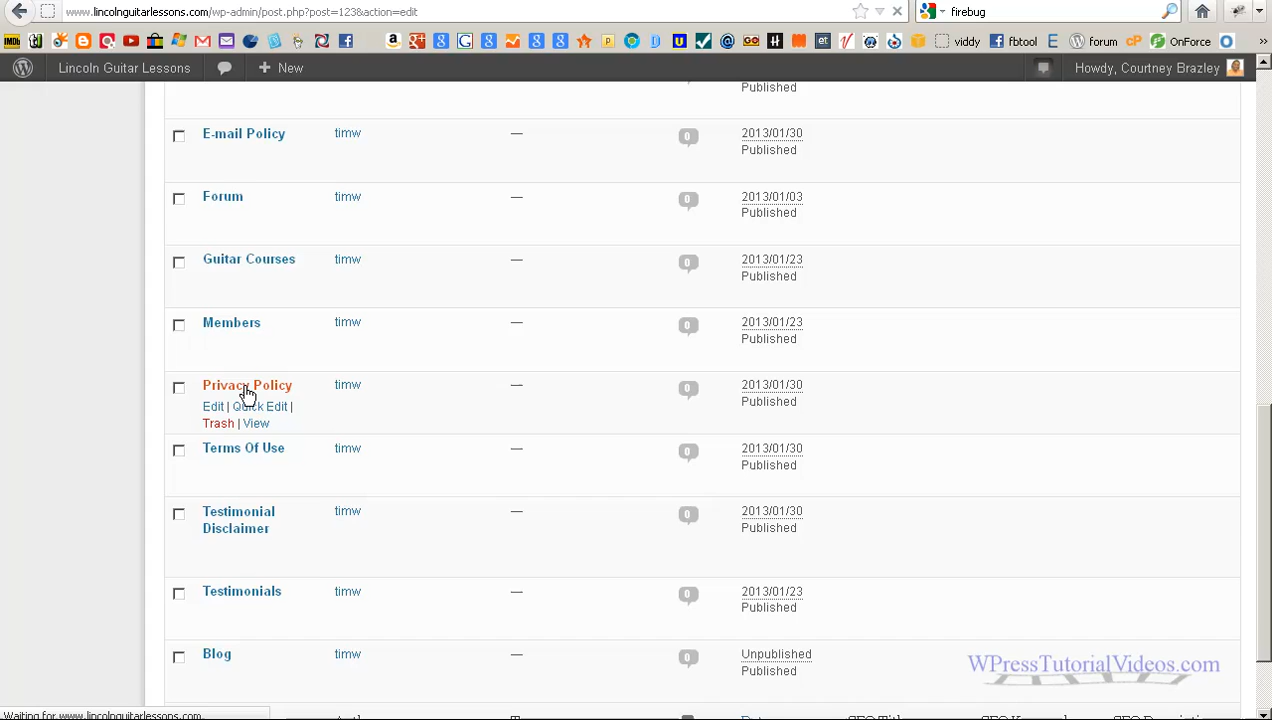 www.lincolnguitarlessons.com/wp-admin/post.php?post=123&action=edit
firebug
viddy fbtool forum OnForce
Lincoln Guitar Lessons New Howdy, Courtney Brazley
Published
E-mail Policy timw — 0 2013/01/30
Published
Forum timw — 0 2013/01/03
Published
Guitar Courses timw — 0 2013/01/23
Published
Members timw — 0 2013/01/23
Published
Privacy Policy timw — 0 2013/01/30
Published
Edit | Quick Edit |
Trash | View
Terms Of Use timw — 0 2013/01/30
Published
Testimonial timw — 0 2013/01/30
Disclaimer Published
Testimonials timw — 0 2013/01/23
Published
Blog timw — 0 Unpublished
Published
WPressTutorialVideos.com
Waiting for www.lincolnguitarlessons.com